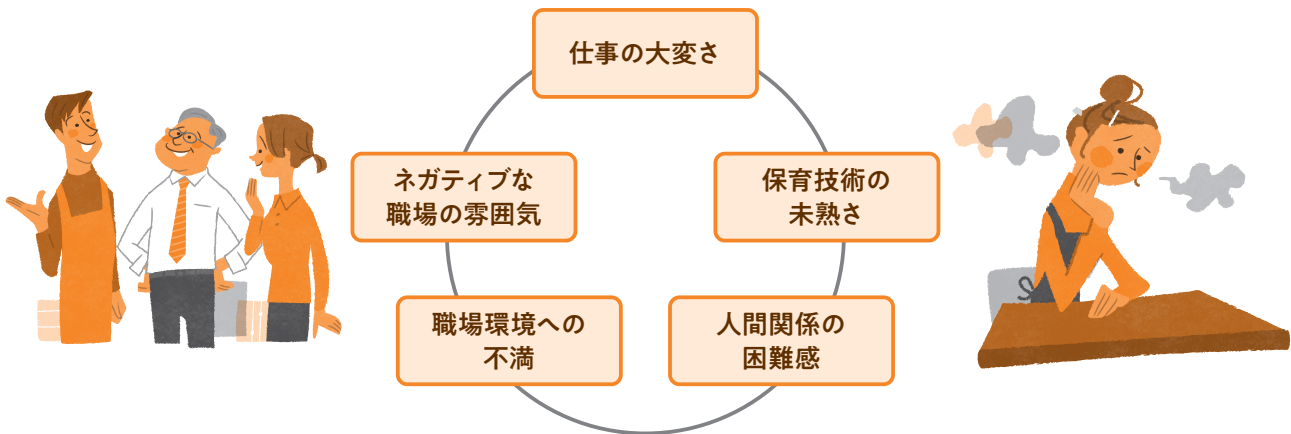 仕事の大変さ
ネガティブな
職場の雰囲気
保育技術の
未熟さ
職場環境への
不満
人間関係の
困難感